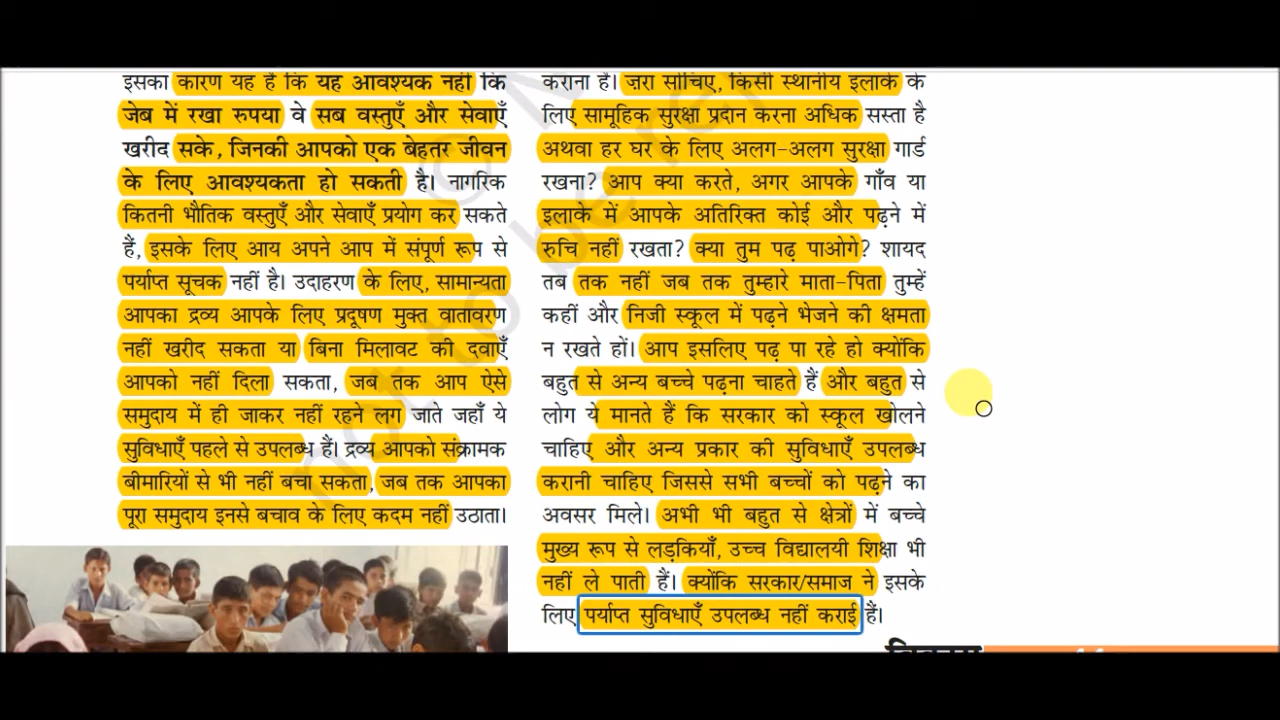 इसका कारण यह है कि यह आवश्यक नहीं कि
जेब में रखा रुपया वे सब वस्तुएँ और सेवाएँ
खरीद सके, जिनकी आपको एक बेहतर जीवन
के लिए आवश्यकता हो सकती है। नागरिक
कितनी भौतिक वस्तुएँ और सेवाएँ प्रयोग कर सकते
हैं, इसके लिए आय अपने आप में संपूर्ण रूप से
पर्याप्त सूचक नहीं है। उदाहरण के लिए, सामान्यता
आपका द्रव्य आपके लिए प्रदूषण मुक्त वातावरण
नहीं खरीद सकता या बिना मिलावट की दवाएँ
आपको नहीं दिला सकता, जब तक आप ऐसे
समुदाय में ही जाकर नहीं रहने लग जाते जहाँ ये
सुविधाएँ पहले से उपलब्ध हैं। द्रव्य आपको संक्रामक
बीमारियों से भी नहीं बचा सकता, जब तक आपका
पूरा समुदाय इनसे बचाव के लिए कदम नहीं उठाता।
कराना है। ज़रा सोचिए, किसी स्थानीय इलाके के
लिए सामूहिक सुरक्षा प्रदान करना अधिक सस्ता है
अथवा हर घर के लिए अलग-अलग सुरक्षा गार्ड
रखना? आप क्या करते, अगर आपके गाँव या
इलाके में आपके अतिरिक्त कोई और पढ़ने में
रुचि नहीं रखता? क्या तुम पढ़ पाओगे? शायद
तब तक नहीं जब तक तुम्हारे माता-पिता तुम्हें
कहीं और निजी स्कूल में पढ़ने भेजने की क्षमता
न रखते हों। आप इसलिए पढ़ पा रहे हो क्योंकि
बहुत से अन्य बच्चे पढ़ना चाहते हैं और बहुत से
लोग ये मानते हैं कि सरकार को स्कूल खोलने
चाहिए और अन्य प्रकार की सुविधाएँ उपलब्ध
करानी चाहिए जिससे सभी बच्चों को पढ़ने का
अवसर मिले। अभी भी बहुत से क्षेत्रों में बच्चे
मुख्य रूप से लड़कियाँ, उच्च विद्यालयी शिक्षा भी
नहीं ले पाती हैं। क्योंकि सरकार/समाज ने इसके
लिए पर्याप्त सुविधाएँ उपलब्ध नहीं कराई हैं।